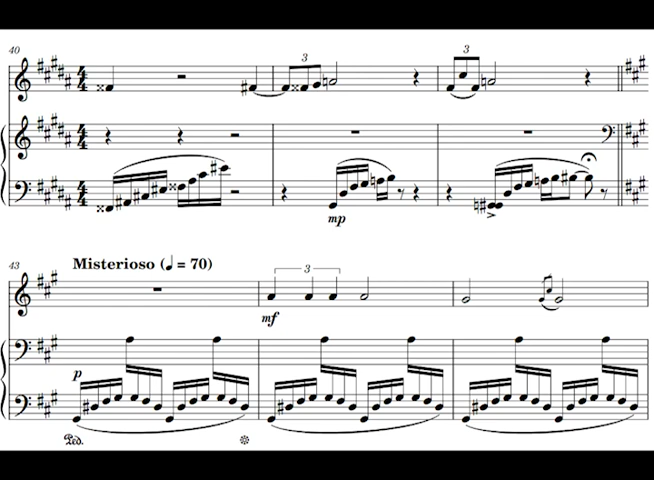 40
3
3
mp
43
Misterioso (♩ = 70)
3
mf
p
Ped.